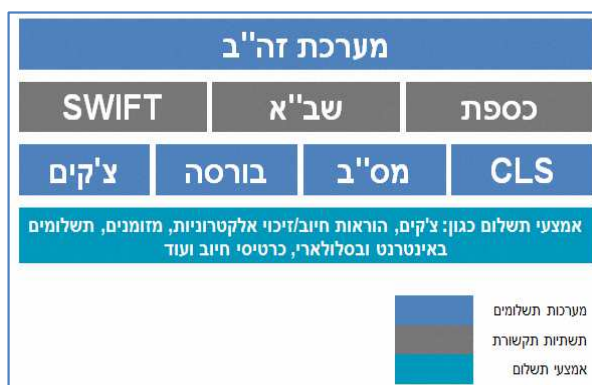 מערכת זה''ב
כספת
שב''א
SWIFT
CLS
מס''ב
בורסה
צ'קים
אמצעי תשלום כגון: צ'קים, הוראות חיוב/זיכוי אלקטרוניות, מזומנים, תשלומים
באינטרנט ובסלולארי, כרטיסי חיוב ועוד
מערכות תשלומים
תשתיות תקשורת
אמצעי תשלום